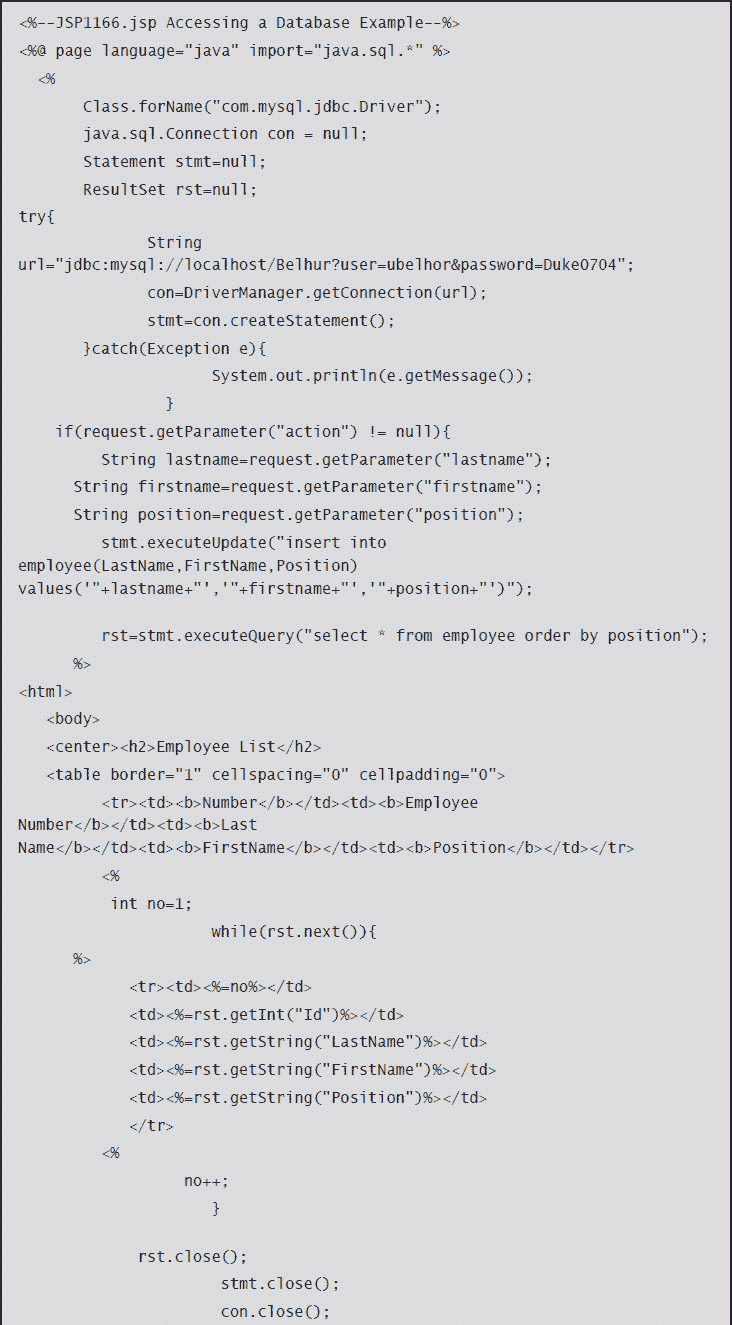 <%--JSP1166.jsp Accessing a Database Example--%>
<%@ page language="java" import="java.sql.*" %>
<%
Class.forName("com.mysql.jdbc.Driver");
java.sql.Connection con = null;
Statement stmt=null;
ResultSet rst=null;
try{
String
url="jdbc:mysql://localhost/Belhur?user=ubelhor&password=Duke0704";
con=DriverManager.getConnection(url);
stmt=con.createStatement();
}catch(Exception e){
System.out.println(e.getMessage());
}
if(request.getParameter("action") != null){
String lastname=request.getParameter("lastname");
String firstname=request.getParameter("firstname");
String position=request.getParameter("position");
stmt.executeUpdate("insert into
employee(LastName,FirstName,Position)
values('"+lastname+"','"+firstname+"','"+position+"')");
rst=stmt.executeQuery("select * from employee order by position");
%>
<html>
<body>
<center><h2>Employee List</h2>
<table border="1" cellspacing="0" cellpadding="0">
<tr><td><b>Number</b></td><td><b>Employee
Number</b></td><td><b>Last
Name</b></td><td><b>FirstName</b></td><td><b>Position</b></td></tr>
<%
int no=1;
while(rst.next()){
%>
<tr><td><%=no%></td>
<td><%=rst.getInt("Id")%></td>
<td><%=rst.getString("LastName")%></td>
<td><%=rst.getString("FirstName")%></td>
<td><%=rst.getString("Position")%></td>
</tr>
<%
no++;
}
rst.close();
stmt.close();
con.close();